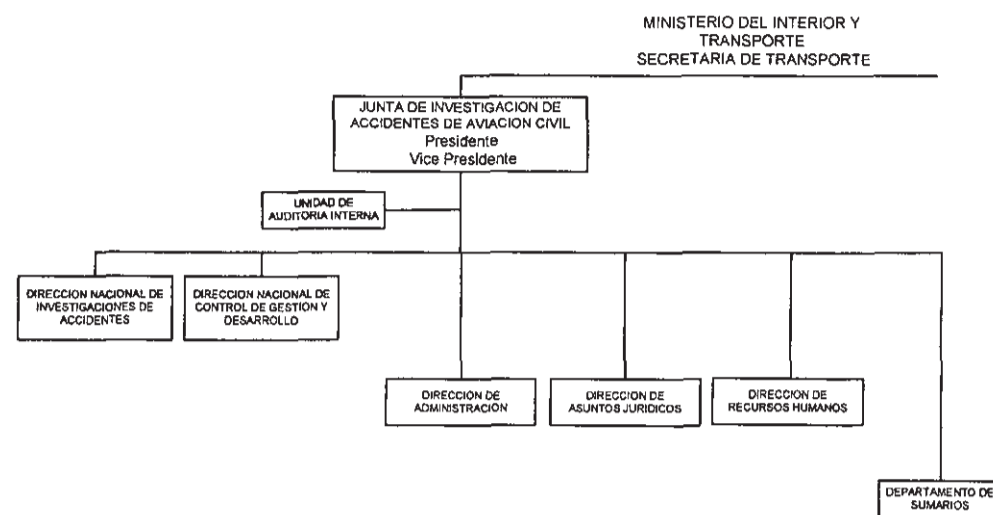 MINISTERIO DEL INTERIOR Y
TRANSPORTE
SECRETARIA DE TRANSPORTE
JUNTA DE INVESTIGACION DE
ACCIDENTES DE AVIACION CIVIL
Presidente
Vice Presidente
UNIDAD DE
AUDITORIA INTERNA
DIRECCION NACIONAL DE
INVESTIGACIONES DE
ACCIDENTES
DIRECCION NACIONAL DE
CONTROL DE GESTION Y
DESARROLLO
DIRECCION DE
ADMINISTRACION
DIRECCION DE
ASUNTOS JURIDICOS
DIRECCION DE
RECURSOS HUMANOS
DEPARTAMENTO DE
SUMARIOS